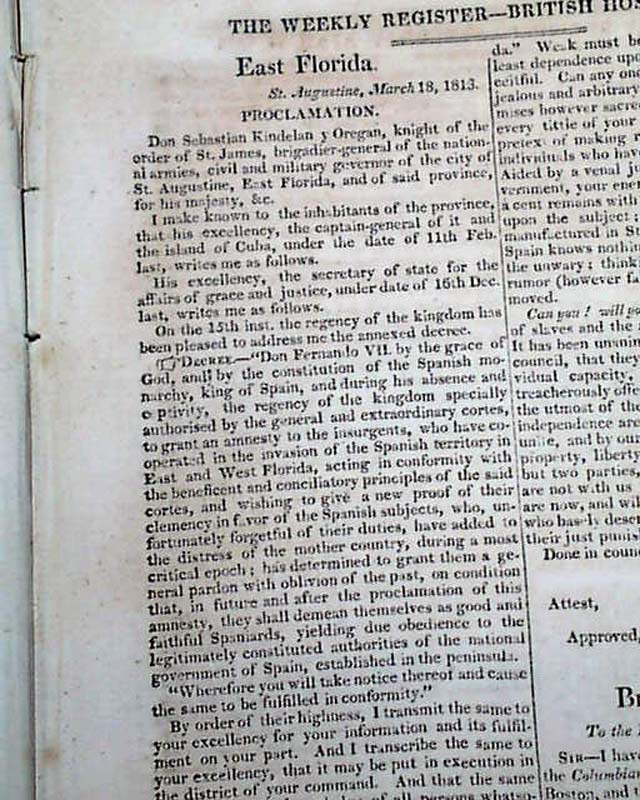 THE WEEKLY REGISTER—BRITISH
East Florida.
St. Augustine, March 18, 1813.
PROCLAMATION.
Don Sebastian Kindelan y Oregan, knight of the
order of St. James, brigadier-general of the nation-
al armies, civil and military governor of the city of
St. Augustine, East Florida, and of said province,
for his majesty, &c.
I make known to the inhabitants of the province,
that his excellency, the captain-general of it and
the island of Cuba, under the date of 11th Feb.
last, writes me as follows.
His excellency, the secretary of state for the
affairs of grace and justice, under date of 16th Dec.
last, writes me as follows.
On the 15th inst. the regency of the kingdom has
been pleased to address me the annexed decree.
☞DECREE.—"Don Fernando VII. by the grace of
God, and by the constitution of the Spanish mo-
narchy, king of Spain, and during his absence and
c ptivity, the regency of the kingdom specially
authorised by the general and extraordinary cortes,
to grant an amnesty to the insurgents, who have co-
operated in the invasion of the Spanish territory in
East and West Florida, acting in conformity with
the beneficent and conciliatory principles of the said
cortes, and wishing to give a new proof of their
clemency in f vor of the Spanish subjects, who, un-
fortunately forgetful of their duties, have added to
the distress of the mother country, during a most
critical epoch; has determined to grant them a ge-
neral pardon with oblivion of the past, on condition
that, in future and after the proclamation of this
amnesty, they shall demean themselves as good and
faithful Spaniards, yielding due obedience to the
legitimately constituted authorities of the national
government of Spain, established in the peninsula.
"Wherefore you will take notice thereof and cause
the same to be fulfilled in conformity."
By order of their highness, I transmit the same to
your excellency for your information and its fulfil-
ment on your part. And I transcribe the same to
your excellency, that it may be put in execution in
the district of your command. And that the same
of all persons whatso-
da." Weak must be
least dependence upo
ceitful. Can any one
jealous and arbitrary
mises however sacre
every tittle of your
pretex of making r
individuals who have
Aided by a venal ju
vernment, your ene
a cent remains with
upon the subject:
manufactured in St
Spain knows nothin
the unwary: thinki
rumor (however fa
moved.
Can you! will yo
of slaves and the
It has been unanim
council, that they
vidual capacity,
treacherously offe
the utmost of the
independence are
unite, and by our
property, liberty
but two parties,
are not with us
are now, and wil
who basely deser
their just punis
Done in counc
Attest,
Approved,
To the
SIR—I have
the Columbian
Boston, and